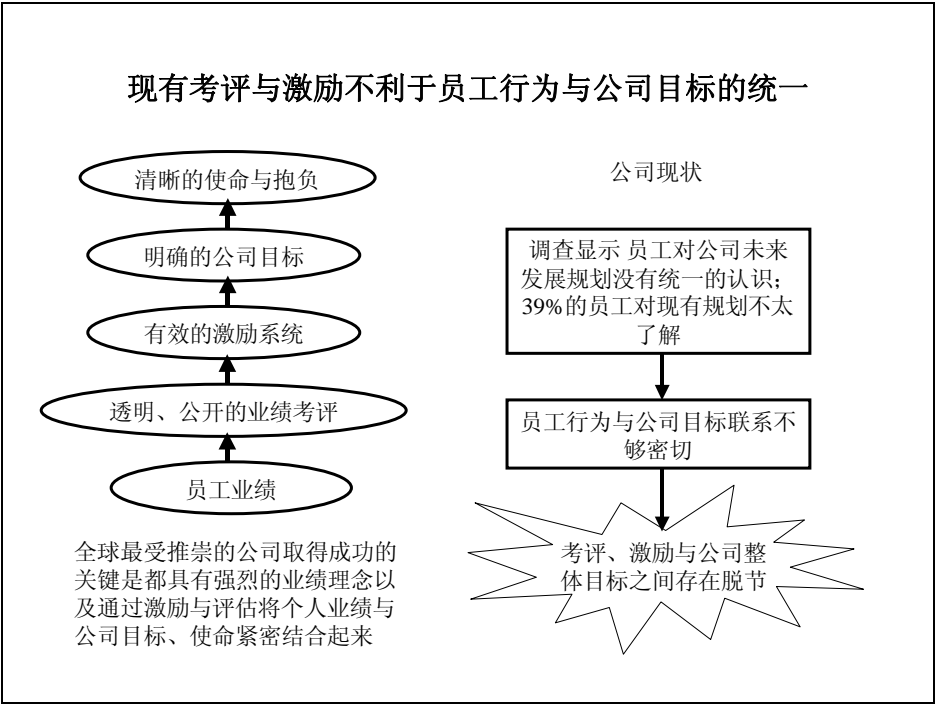 现有考评与激励不利于员工行为与公司目标的统一
清晰的使命与抱负
明确的公司目标
有效的激励系统
透明、公开的业绩考评
员工业绩
全球最受推崇的公司取得成功的
关键是都具有强烈的业绩理念以
及通过激励与评估将个人业绩与
公司目标、使命紧密结合起来
公司现状
调查显示 员工对公司未来
发展规划没有统一的认识；
39%的员工对现有规划不太
了解
员工行为与公司目标联系不
够密切
考评、激励与公司整
体目标之间存在脱节